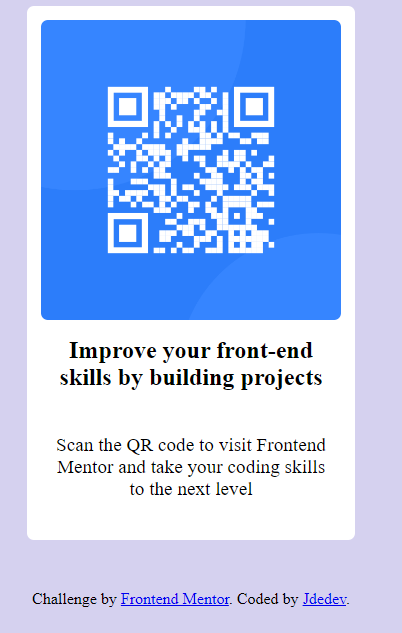 Improve your front-end
skills by building projects
Scan the QR code to visit Frontend
Mentor and take your coding skills
to the next level
Challenge by Frontend Mentor. Coded by Jdedev.